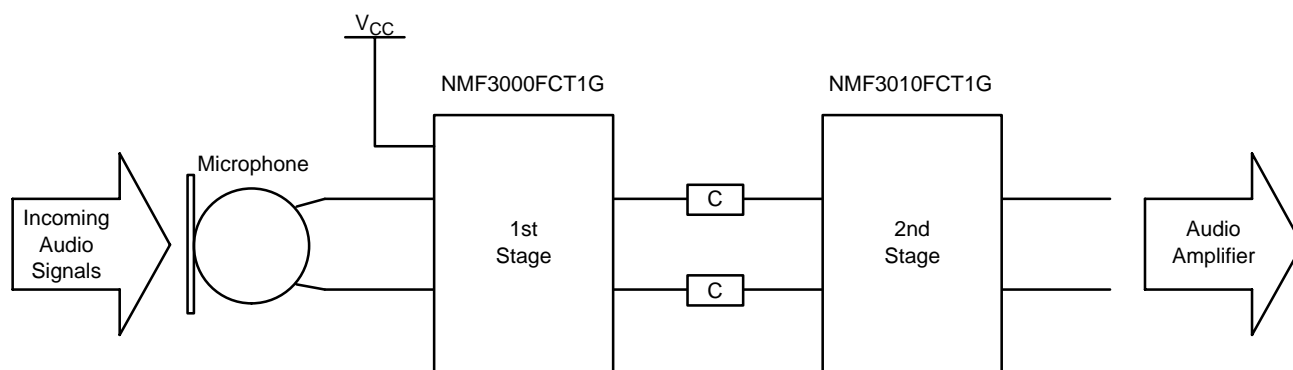 VCC
NMF3000FCT1G
NMF3010FCT1G
Microphone
Incoming
Audio
Signals
1st
Stage
C
C
2nd
Stage
Audio
Amplifier